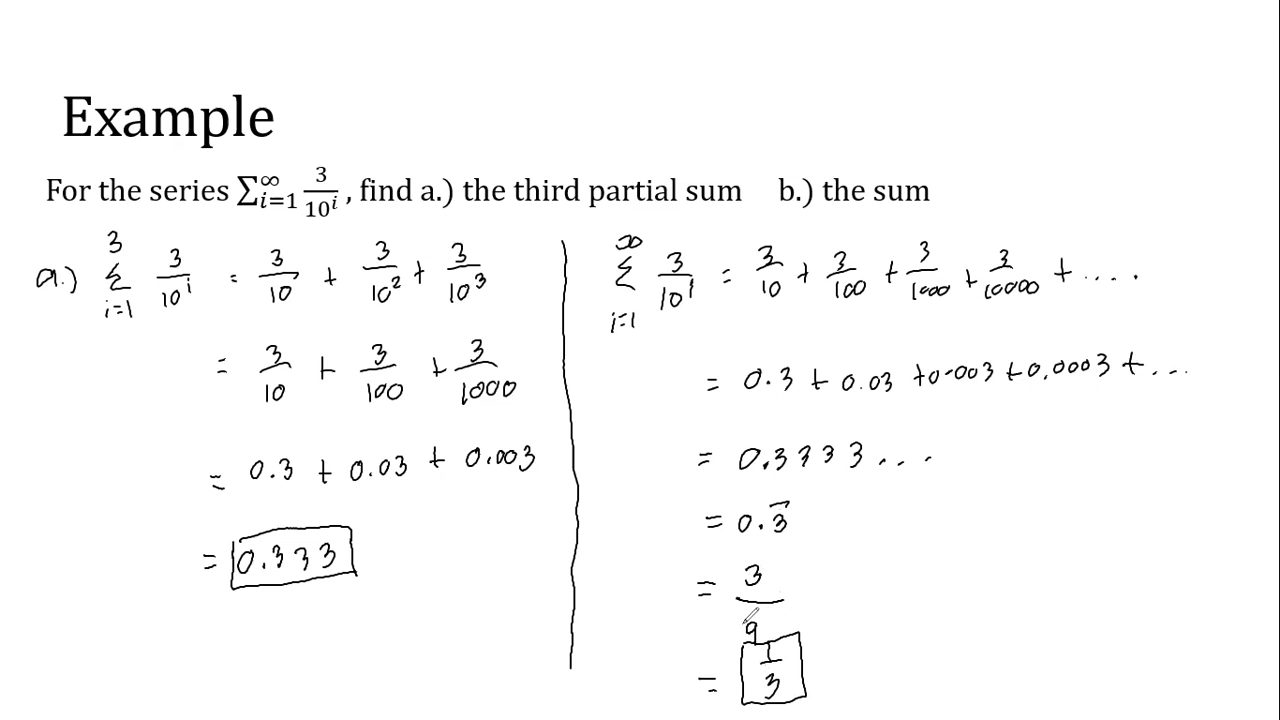 Example
For the series ∑_{i=1}^{∞} 3/10^i , find a.) the third partial sum b.) the sum
a.) ∑_{i=1}^{3} 3/10^i = 3/10 + 3/10^2 + 3/10^3
= 3/10 + 3/100 + 3/1000
= 0.3 + 0.03 + 0.003
= 0.333
∑_{i=1}^{∞} 3/10^i = 3/10 + 3/100 + 3/1000 + 3/10000 + ....
= 0.3 + 0.03 + 0.003 + 0.0003 + ...
= 0.3333...
= 0.3̅
= 3/9
= 1/3